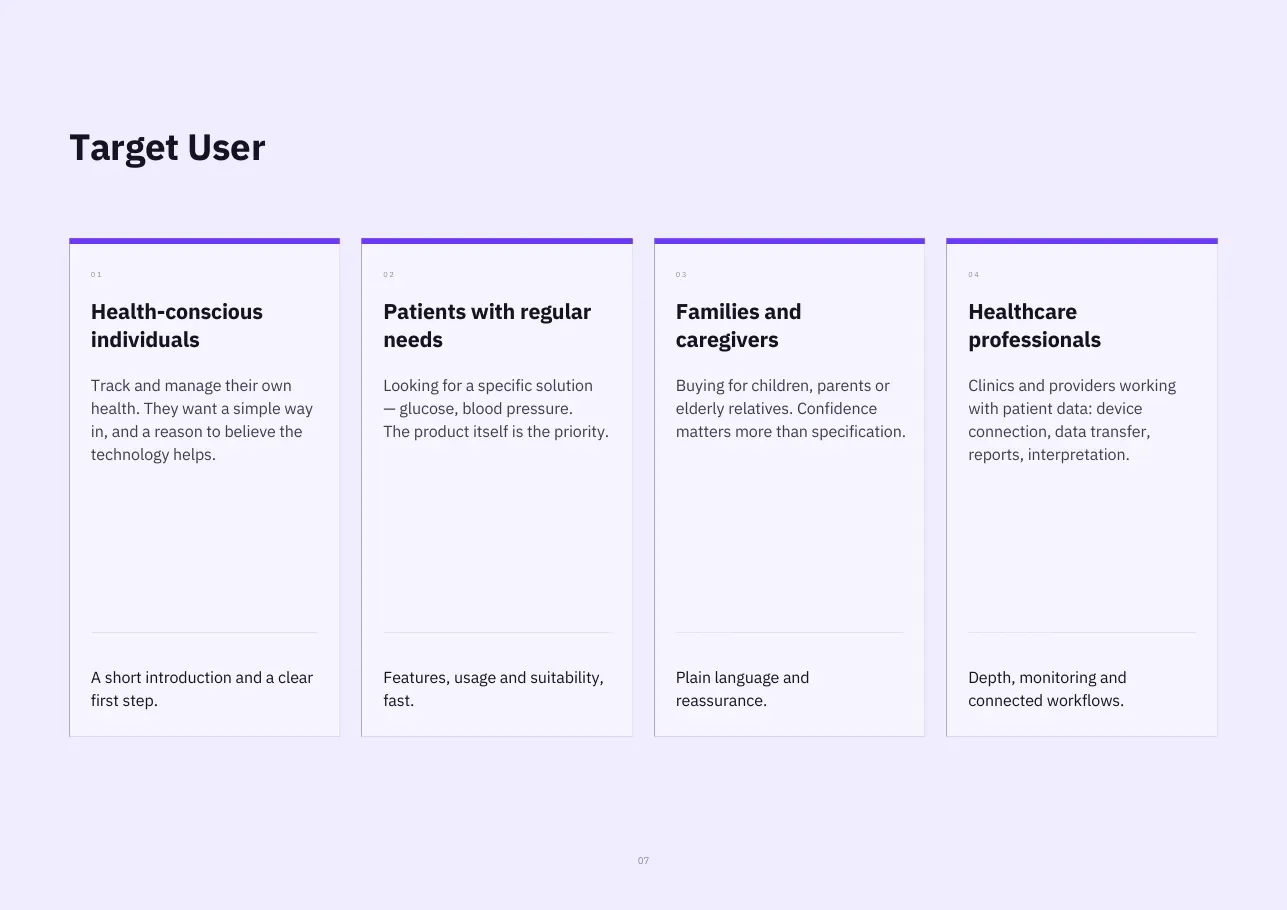 Target User
01
Health-conscious
individuals
Track and manage their own
health. They want a simple way
in, and a reason to believe the
technology helps.
A short introduction and a clear
first step.
02
Patients with regular
needs
Looking for a specific solution
— glucose, blood pressure.
The product itself is the priority.
Features, usage and suitability,
fast.
03
Families and
caregivers
Buying for children, parents or
elderly relatives. Confidence
matters more than specification.
Plain language and
reassurance.
04
Healthcare
professionals
Clinics and providers working
with patient data: device
connection, data transfer,
reports, interpretation.
Depth, monitoring and
connected workflows.
07